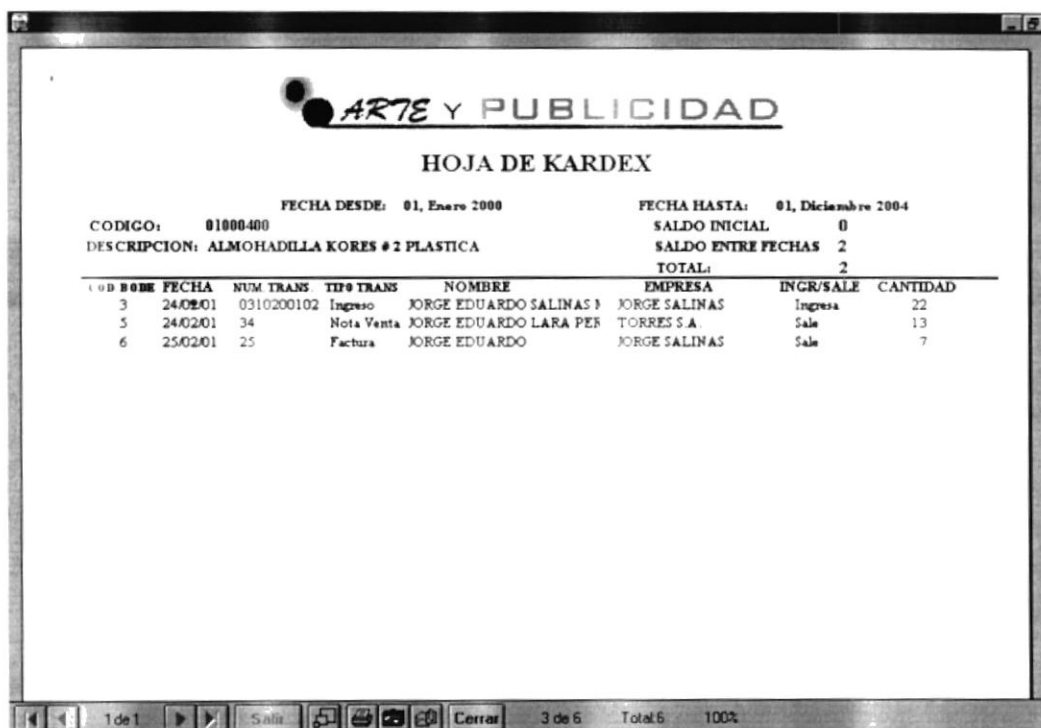 ARTE Y PUBLICIDAD
HOJA DE KARDEX
FECHA DESDE: 01, Enero 2000 FECHA HASTA: 01, Diciembre 2004
CODIGO: 01000400 SALDO INICIAL 0
DESCRIPCION: ALMOHADILLA KORES # 2 PLASTICA SALDO ENTRE FECHAS 2
TOTAL: 2
COD BODE FECHA NUM TRANS. TIPO TRANS NOMBRE EMPRESA INGR/SALE CANTIDAD
3 24/02/01 0310200102 Ingreso JORGE EDUARDO SALINAS JORGE SALINAS Ingresa 22
5 24/02/01 34 Nota Venta JORGE EDUARDO LARA PER TORRES S.A. Sale 13
6 25/02/01 25 Factura JORGE EDUARDO JORGE SALINAS Sale 7
1 de 1 Salir Cerrar 3 de 6 Total:6 100%